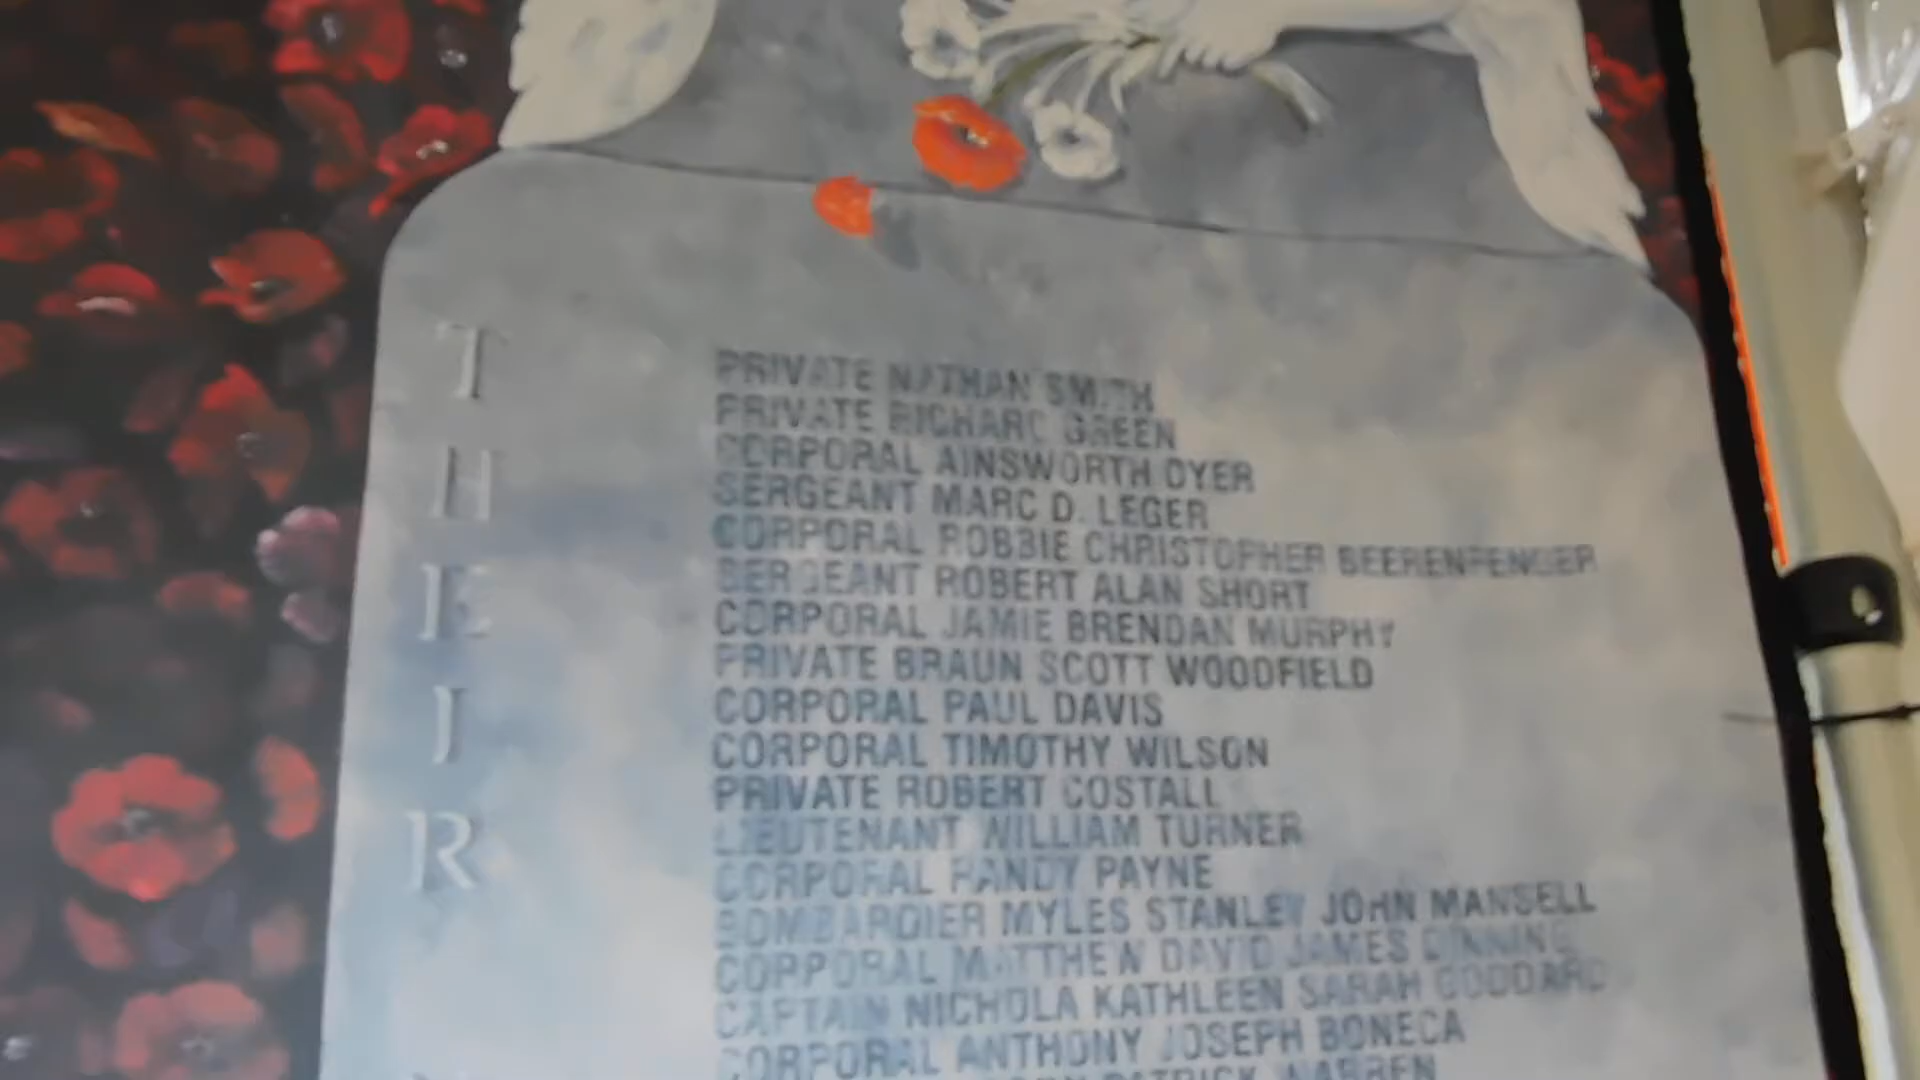 THEIR
PRIVATE NATHAN SMITH
PRIVATE RICHARD GREEN
CORPORAL AINSWORTH DYER
SERGEANT MARC D. LEGER
CORPORAL ROBBIE CHRISTOPHER BEERENFENGER
SERGEANT ROBERT ALAN SHORT
CORPORAL JAMIE BRENDAN MURPHY
PRIVATE BRAUN SCOTT WOODFIELD
CORPORAL PAUL DAVIS
CORPORAL TIMOTHY WILSON
PRIVATE ROBERT COSTALL
LIEUTENANT WILLIAM TURNER
CORPORAL RANDY PAYNE
BOMBARDIER MYLES STANLEY JOHN MANSELL
CORPORAL MATTHEW DAVID JAMES DINNING
CAPTAIN NICHOLA KATHLEEN SARAH GODDARD
CORPORAL ANTHONY JOSEPH BONECA
PATRICK WARREN